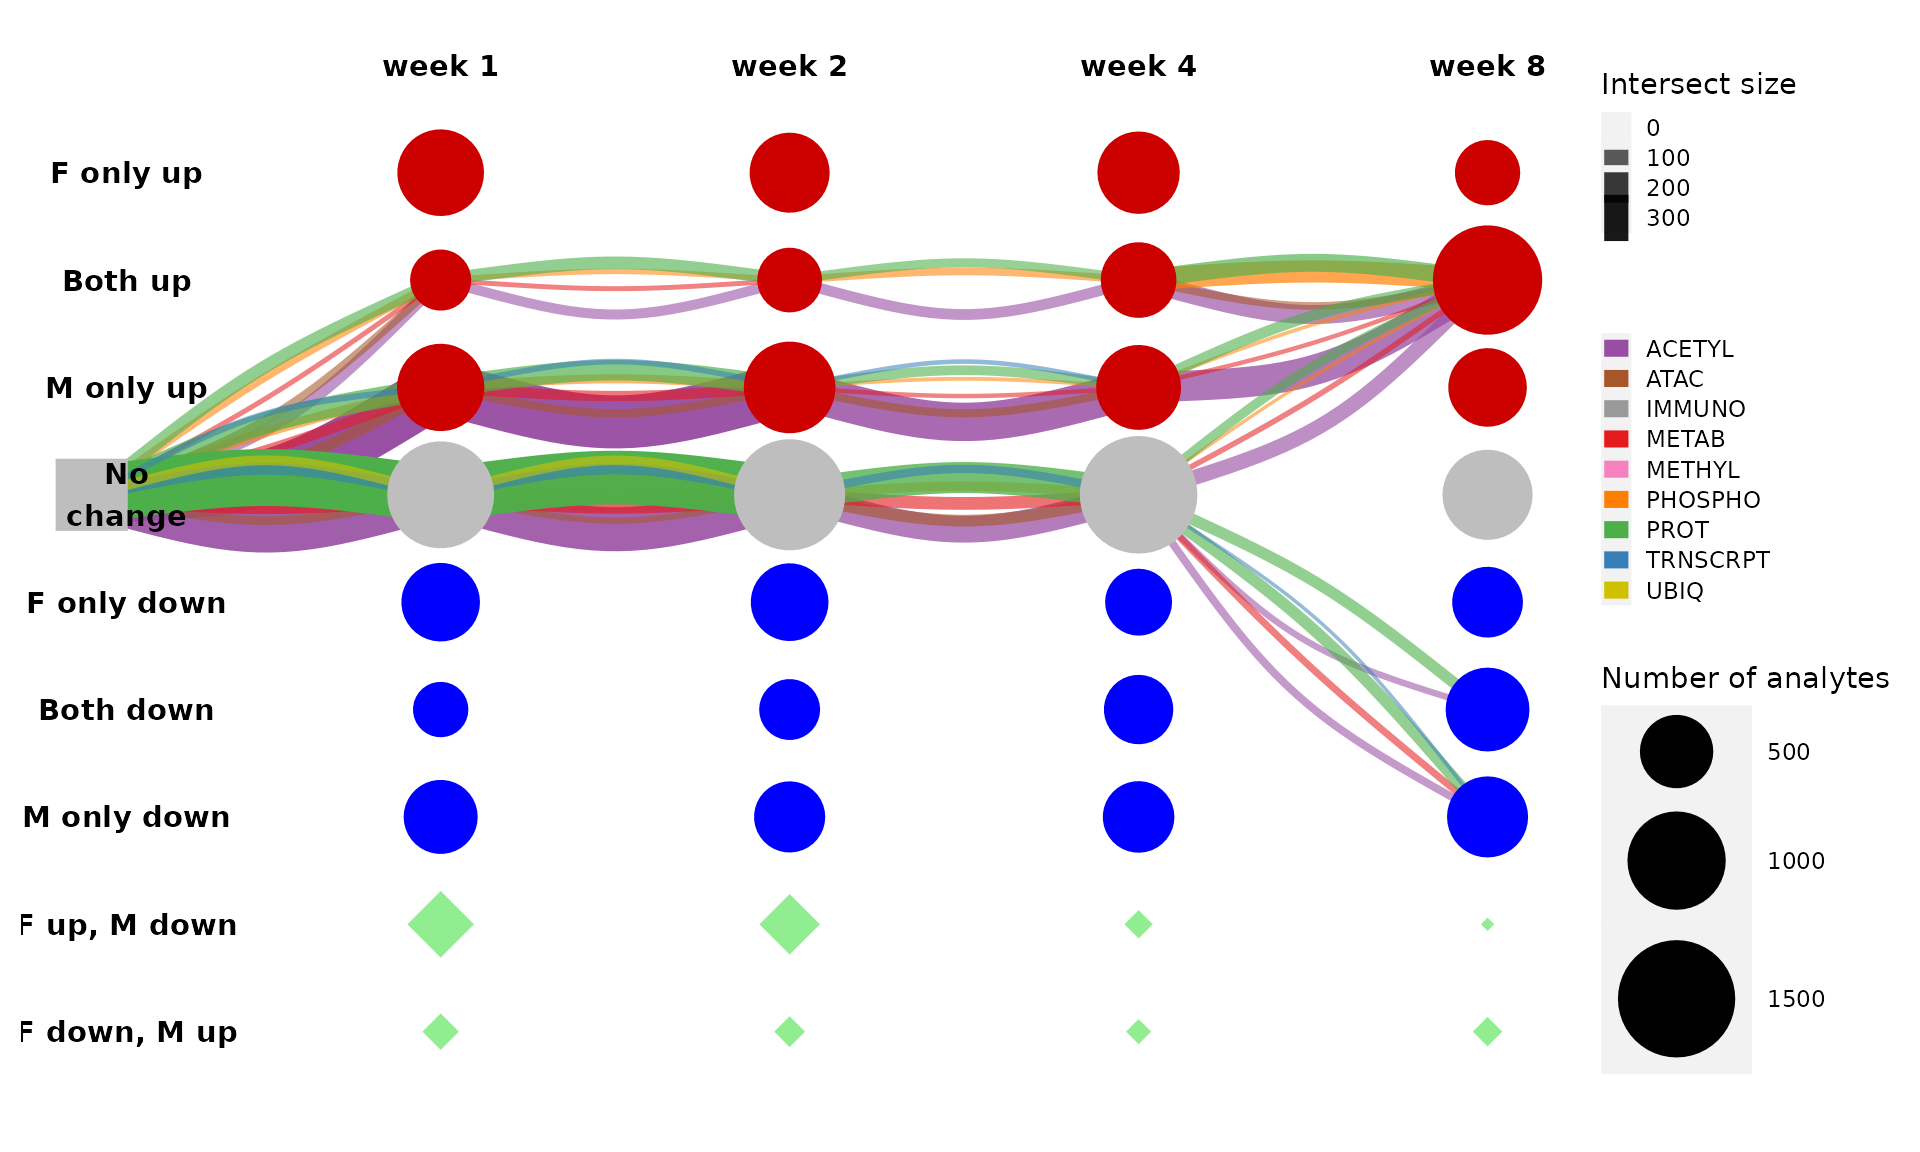 week 1
week 2
week 4
week 8
F only up
Both up
M only up
No
change
F only down
Both down
M only down
F up, M down
F down, M up
Intersect size
0
100
200
300
ACETYL
ATAC
IMMUNO
METAB
METHYL
PHOSPHO
PROT
TRNSCRPT
UBIQ
Number of analytes
500
1000
1500